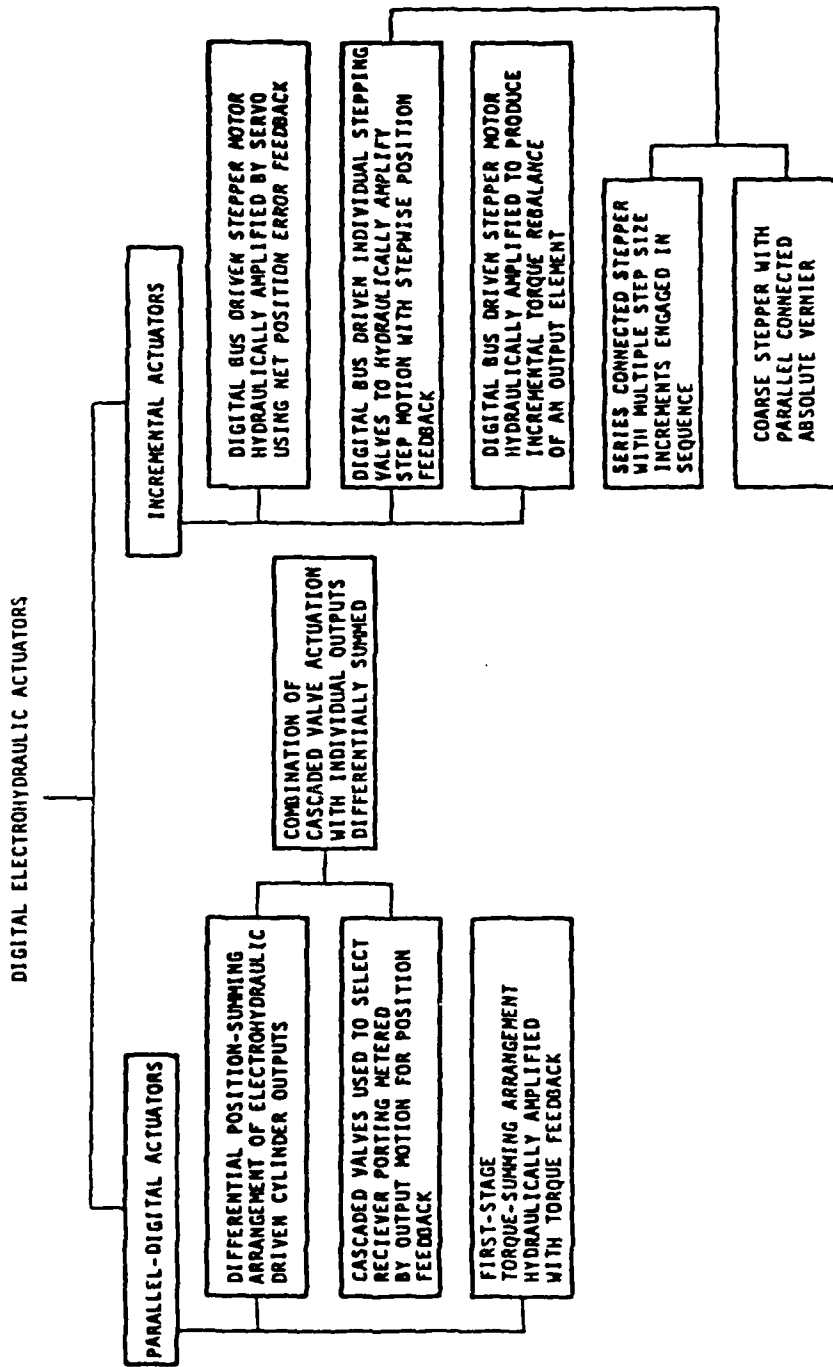 DIGITAL ELECTROHYDRAULIC ACTUATORS
PARALLEL-DIGITAL ACTUATORS
DIFFERENTIAL POSITION-SUMMING
ARRANGEMENT OF ELECTROHYDRAULIC
DRIVEN CYLINDER OUTPUTS
CASCADED VALVES USED TO SELECT
RECIEVER PORTING METERED
BY OUTPUT MOTION FOR POSITION
FEEDBACK
FIRST-STAGE
TORQUE-SUMMING ARRANGEMENT
HYDRAULICALLY AMPLIFIED
WITH TORQUE FEEDBACK
COMBINATION OF
CASCADED VALVE ACTUATION
WITH INDIVIDUAL OUTPUTS
DIFFERENTIALLY SUMMED
INCREMENTAL ACTUATORS
DIGITAL BUS DRIVEN STEPPER MOTOR
HYDRAULICALLY AMPLIFIED BY SERVO
USING NET POSITION ERROR FEEDBACK
DIGITAL BUS DRIVEN INDIVIDUAL STEPPING
VALVES TO HYDRAULICALLY AMPLIFY
STEP MOTION WITH STEPWISE POSITION
FEEDBACK
DIGITAL BUS DRIVEN STEPPER MOTOR
HYDRAULICALLY AMPLIFIED TO PRODUCE
INCREMENTAL TORQUE REBALANCE
OF AN OUTPUT ELEMENT
SERIES CONNECTED STEPPER
WITH MULTIPLE STEP SIZE
INCREMENTS ENGAGED IN
SEQUENCE
COARSE STEPPER WITH
PARALLEL CONNECTED
ABSOLUTE VERNIER